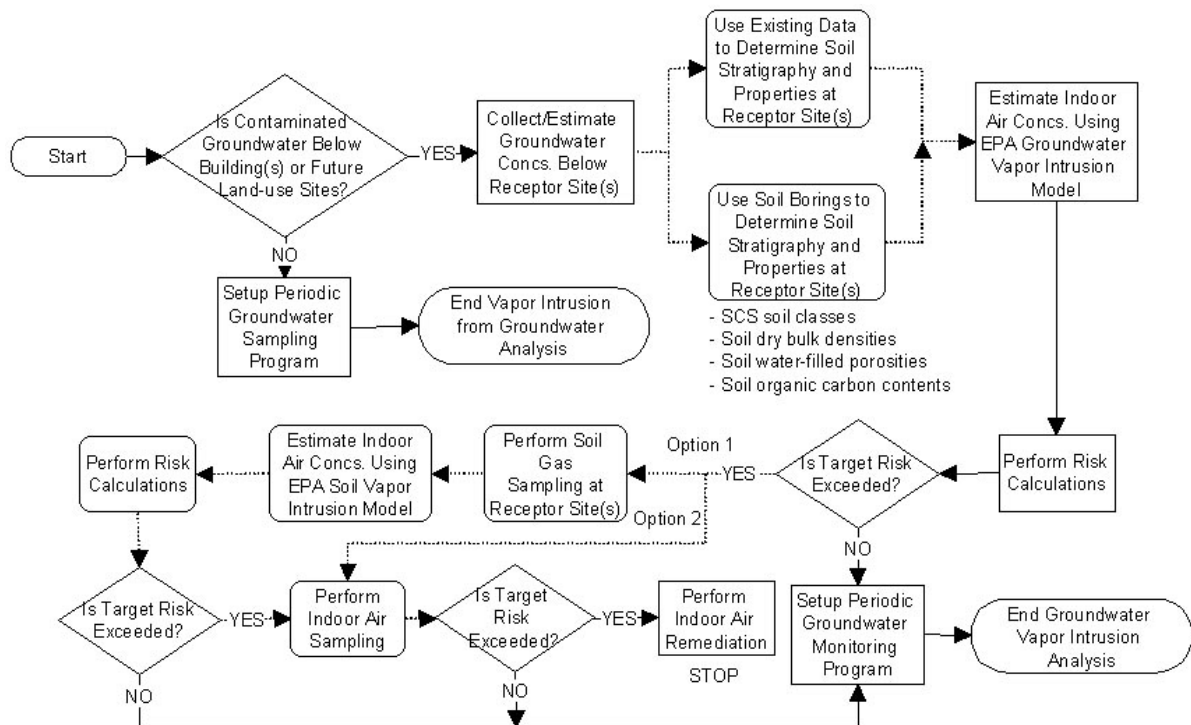 Start
Is Contaminated
Groundwater Below
Building(s) or Future
Land-use Sites?
YES
Collect/Estimate
Groundwater
Concs. Below
Receptor Site(s)
Use Existing Data
to Determine Soil
Stratigraphy and
Properties at
Receptor Site(s)
Use Soil Borings to
Determine Soil
Stratigraphy and
Properties at
Receptor Site(s)
- SCS soil classes
- Soil dry bulk densities
- Soil water-filled porosities
- Soil organic carbon contents
Estimate Indoor
Air Concs. Using
EPA Groundwater
Vapor Intrusion
Model
NO
Setup Periodic
Groundwater
Sampling
Program
End Vapor Intrusion
from Groundwater
Analysis
Perform Risk
Calculations
Is Target Risk
Exceeded?
YES
Option 1
Option 2
Perform Soil
Gas
Sampling at
Receptor Site(s)
Estimate Indoor
Air Concs. Using
EPA Soil Vapor
Intrusion Model
Perform Risk
Calculations
Is Target Risk
Exceeded?
YES
NO
Perform
Indoor Air
Sampling
Is Target
Risk
Exceeded?
YES
NO
Perform
Indoor Air
Remediation
STOP
NO
Setup Periodic
Groundwater
Monitoring
Program
End Groundwater
Vapor Intrusion
Analysis